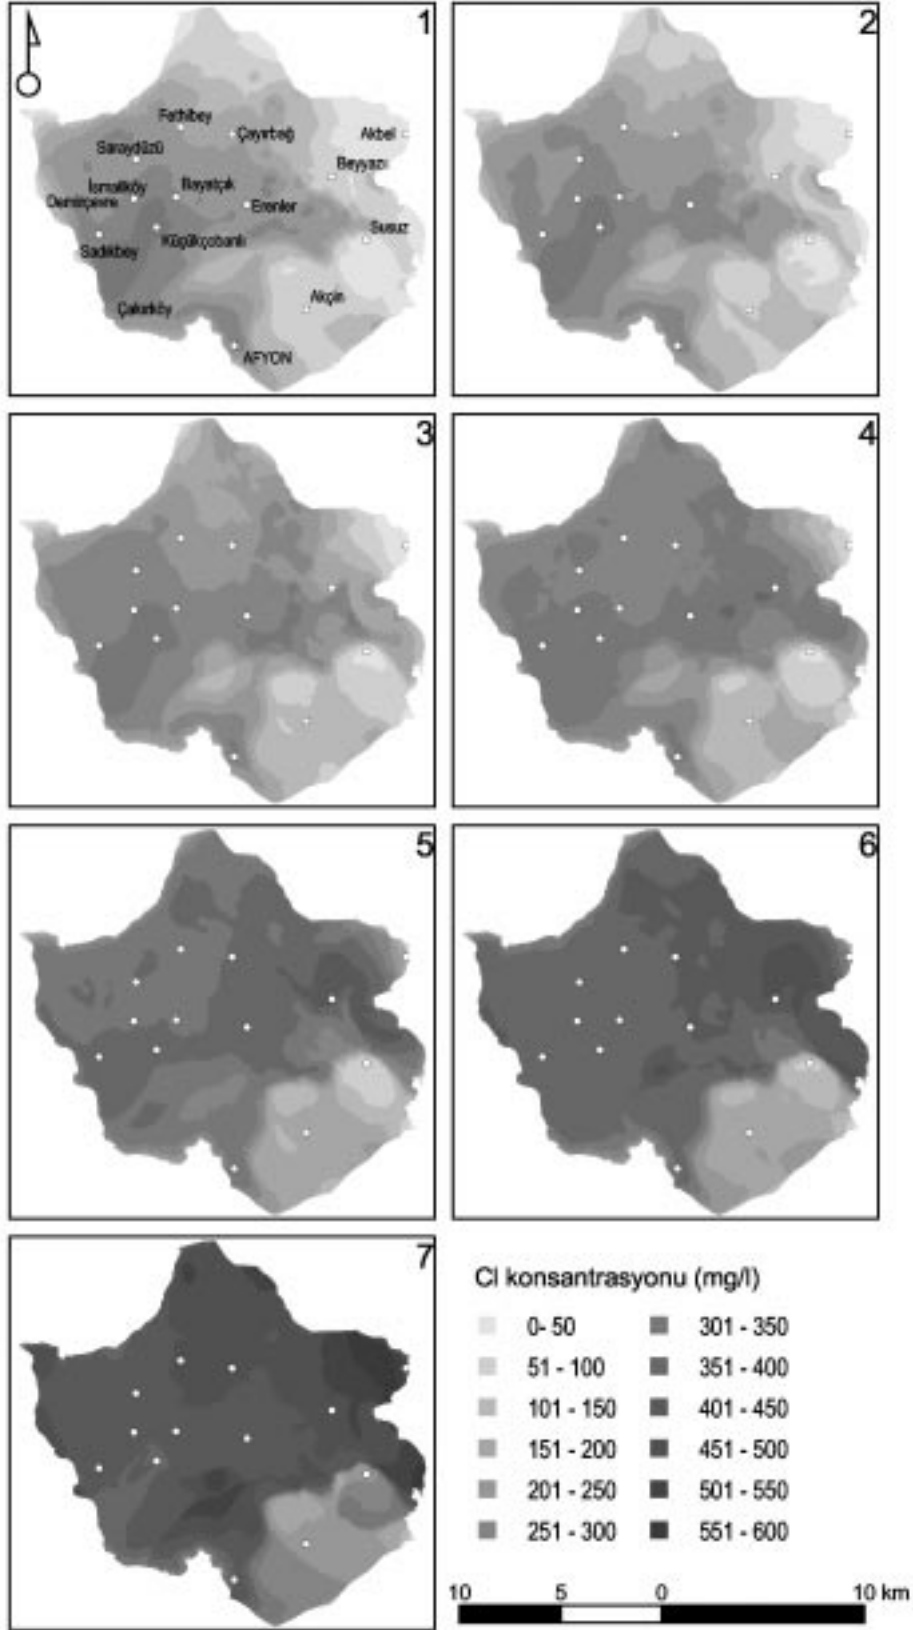 1
2
Fethibey
Çayırbağ
Akbel
Saraydüzü
Beyyazı
İsmailköy
Bayatçık
Demirçevre
Erenler
Susuz
Sadıkbey
Küçükçobanlı
Akçin
Çakırköy
AFYON
3
4
5
6
7
Cl konsantrasyonu (mg/l)
0- 50
301 - 350
51 - 100
351 - 400
101 - 150
401 - 450
151 - 200
451 - 500
201 - 250
501 - 550
251 - 300
551 - 600
10 5 0 10 km